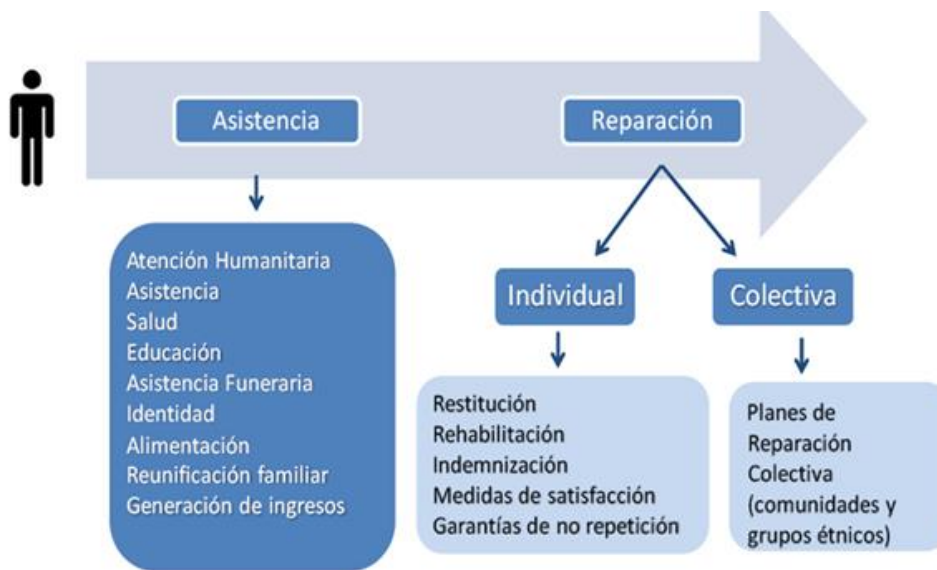 Asistencia
Reparación
Atención Humanitaria
Asistencia
Salud
Educación
Asistencia Funeraria
Identidad
Alimentación
Reunificación familiar
Generación de ingresos
Individual
Colectiva
Restitución
Rehabilitación
Indemnización
Medidas de satisfacción
Garantías de no repetición
Planes de
Reparación
Colectiva
(comunidades y
grupos étnicos)